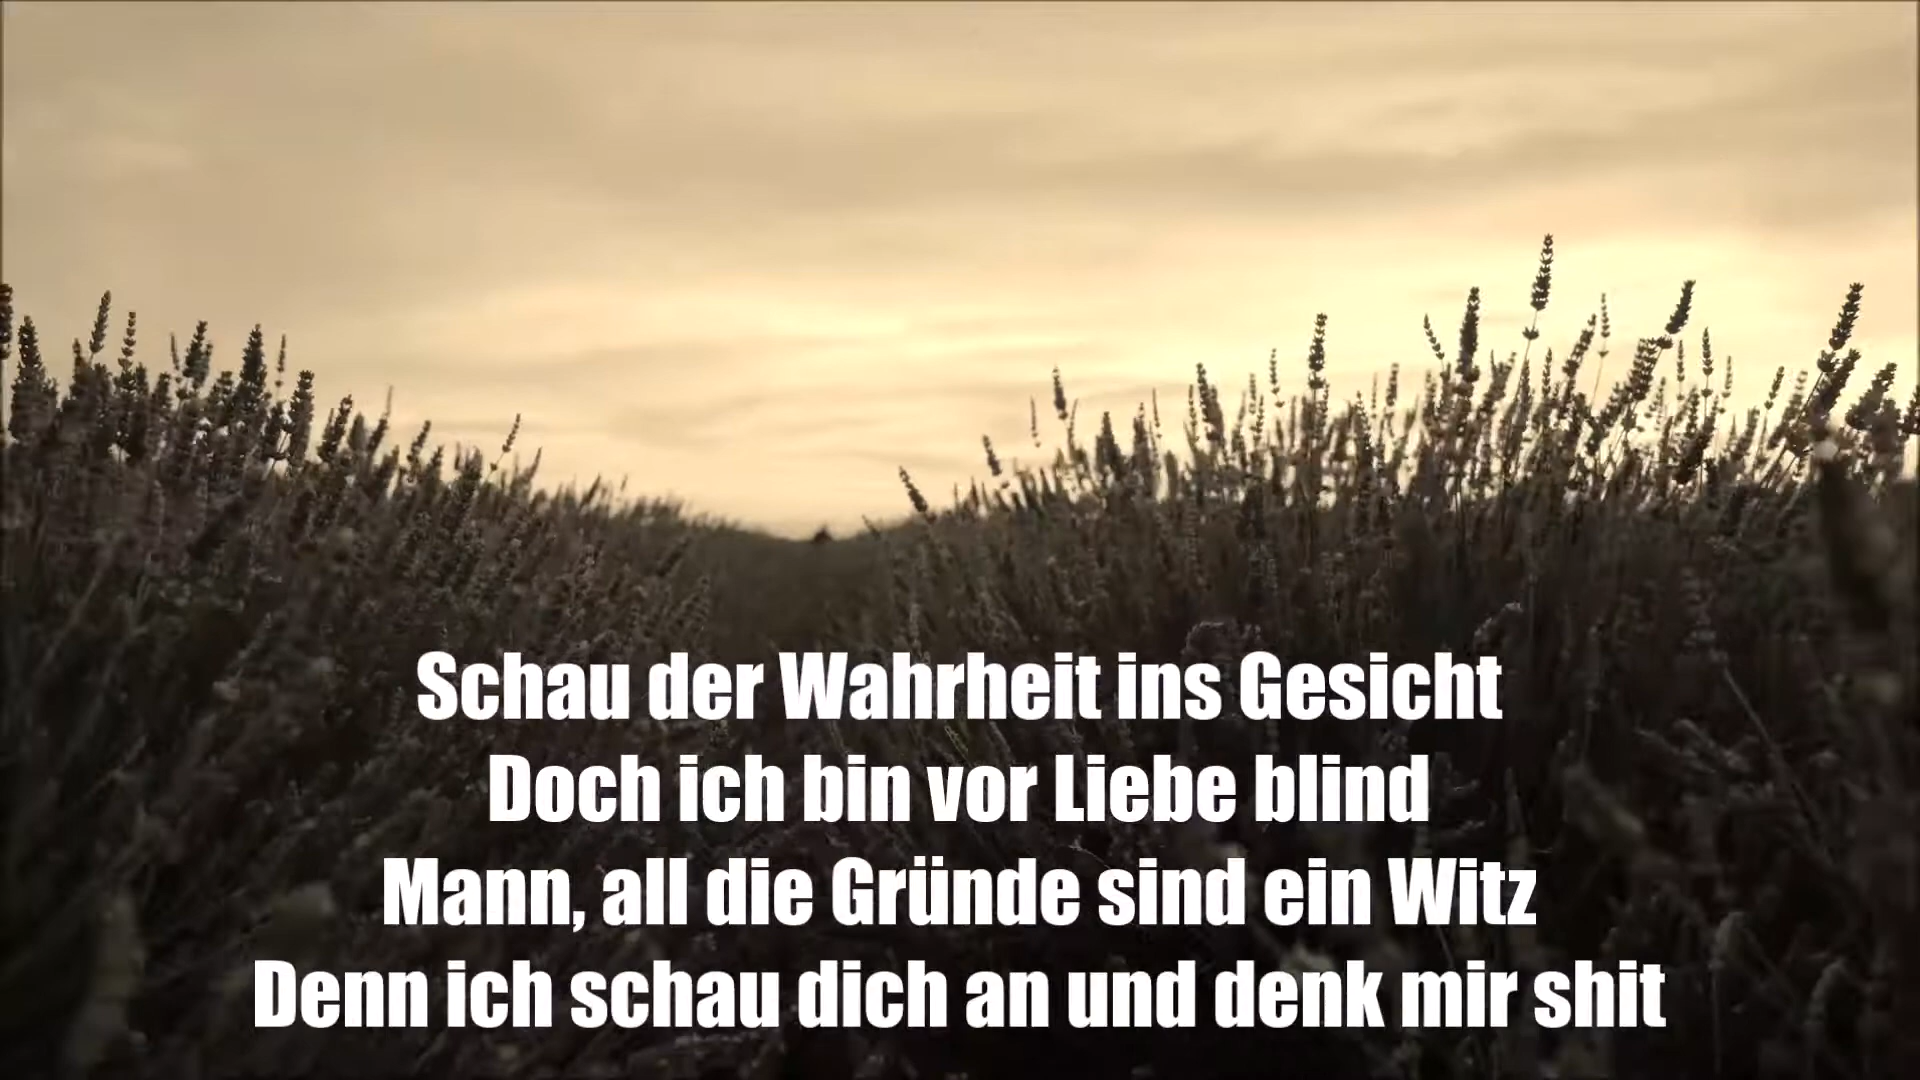 Schau der Wahrheit ins Gesicht
Doch ich bin vor Liebe blind
Mann, all die Gründe sind ein Witz
Denn ich schau dich an und denk mir shit